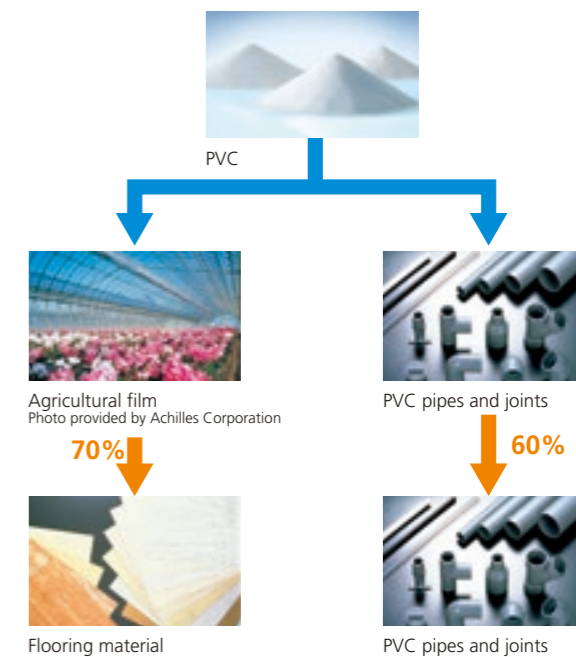 PVC
Agricultural film
Photo provided by Achilles Corporation
70%
Flooring material
PVC pipes and joints
60%
PVC pipes and joints